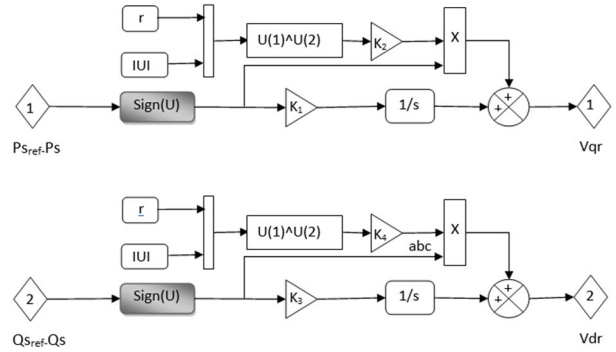 r
U(1)^U(2)
K2
X
IUI
1
Sign(U)
K1
1/s
+
+
1
Psref-Ps
Vqr
r
U(1)^U(2)
K4
X
abc
IUI
2
Sign(U)
K3
1/s
+
+
2
Qsref-Qs
Vdr